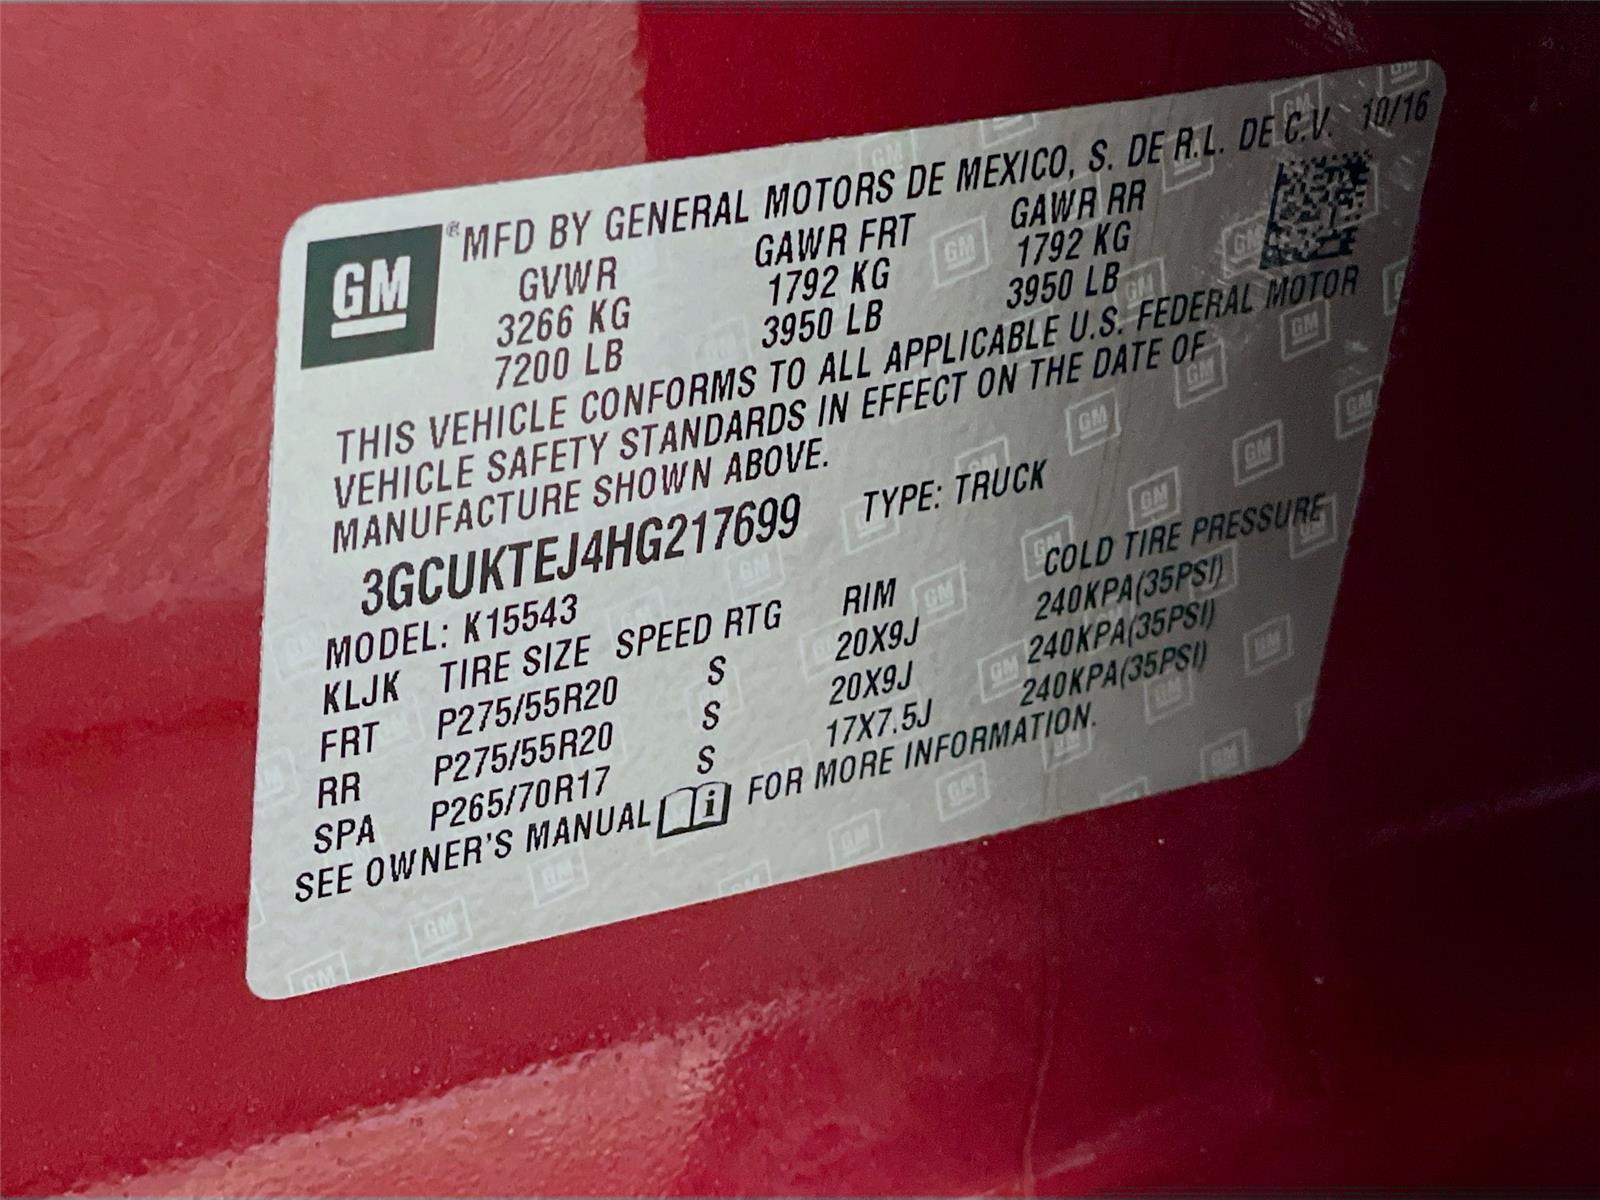 GM
® MFD BY GENERAL MOTORS DE MEXICO, S. DE R.L. DE C.V. 10/16
GVWR GAWR FRT GAWR RR
3266 KG 1792 KG 1792 KG
7200 LB 3950 LB 3950 LB
THIS VEHICLE CONFORMS TO ALL APPLICABLE U.S. FEDERAL MOTOR
VEHICLE SAFETY STANDARDS IN EFFECT ON THE DATE OF
MANUFACTURE SHOWN ABOVE.
3GCUKTEJ4HG217699 TYPE: TRUCK
MODEL: K15543
KLJK TIRE SIZE SPEED RTG RIM COLD TIRE PRESSURE
FRT P275/55R20 S 20X9J 240KPA(35PSI)
RR P275/55R20 S 20X9J 240KPA(35PSI)
SPA P265/70R17 S 17X7.5J 240KPA(35PSI)
SEE OWNER'S MANUAL i FOR MORE INFORMATION.